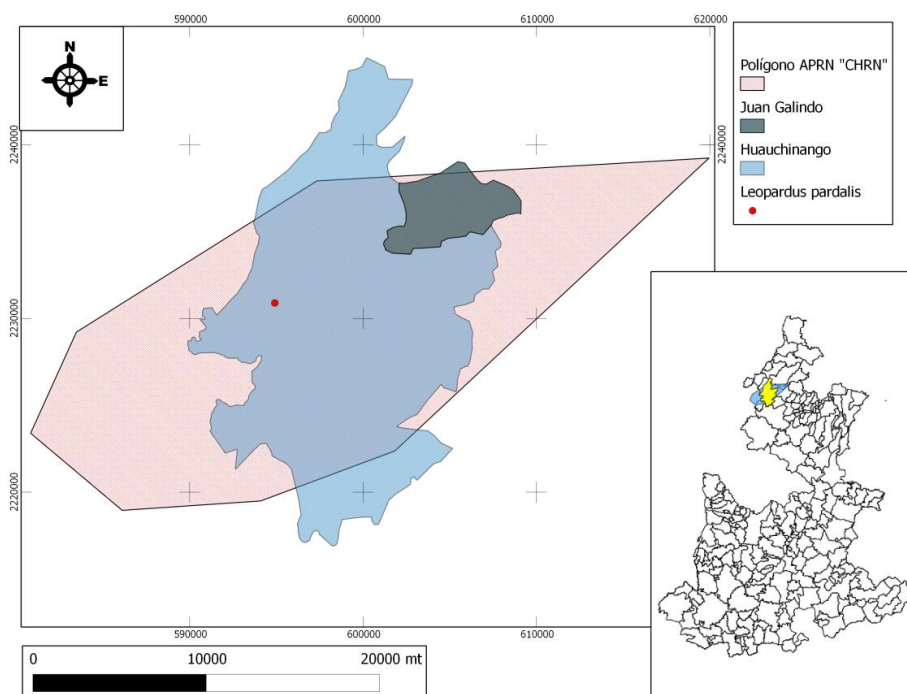 590000 600000 610000 620000
N
E
Polígono APRN "CHRN"
Juan Galindo
Huauchinango
Leopardus pardalis
2240000 2240000
2230000 2230000
2220000
590000 600000 610000
0 10000 20000 mt